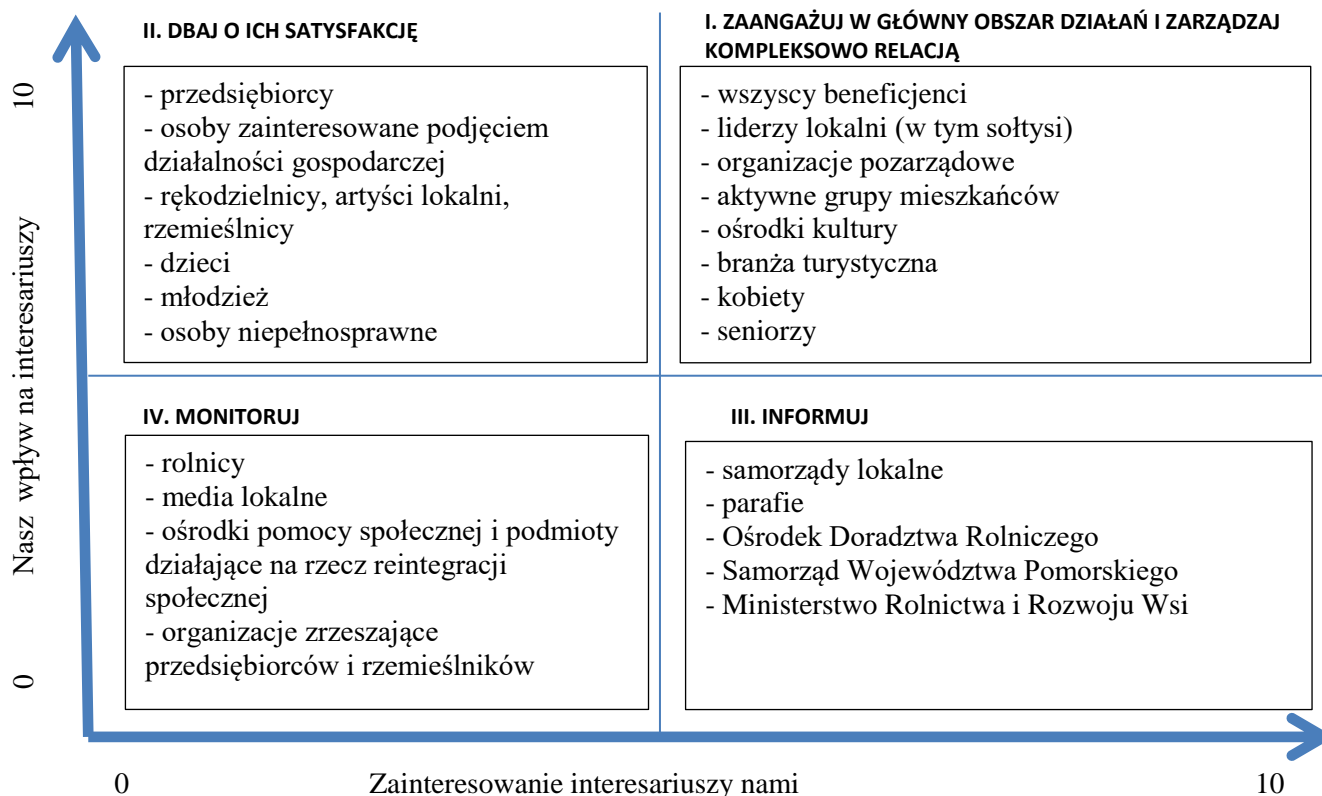 II. DBAJ O ICH SATYSFAKCJĘ
- przedsiębiorcy
- osoby zainteresowane podjęciem
działalności gospodarczej
- rękodzielnicy, artyści lokalni,
rzemieślnicy
- dzieci
- młodzież
- osoby niepełnosprawne
I. ZAANGAŻUJ W GŁÓWNY OBSZAR DZIAŁAŃ I ZARZĄDZAJ
KOMPLEKSOWO RELACJĄ
- wszyscy beneficjenci
- liderzy lokalni (w tym sołtysi)
- organizacje pozarządowe
- aktywne grupy mieszkańców
- ośrodki kultury
- branża turystyczna
- kobiety
- seniorzy
IV. MONITORUJ
- rolnicy
- media lokalne
- ośrodki pomocy społecznej i podmioty
działające na rzecz reintegracji
społecznej
- organizacje zrzeszające
przedsiębiorców i rzemieślników
III. INFORMUJ
- samorządy lokalne
- parafie
- Ośrodek Doradztwa Rolniczego
- Samorząd Województwa Pomorskiego
- Ministerstwo Rolnictwa i Rozwoju Wsi
0 Nasz wpływ na interesariuszy 10
0 Zainteresowanie interesariuszy nami 10